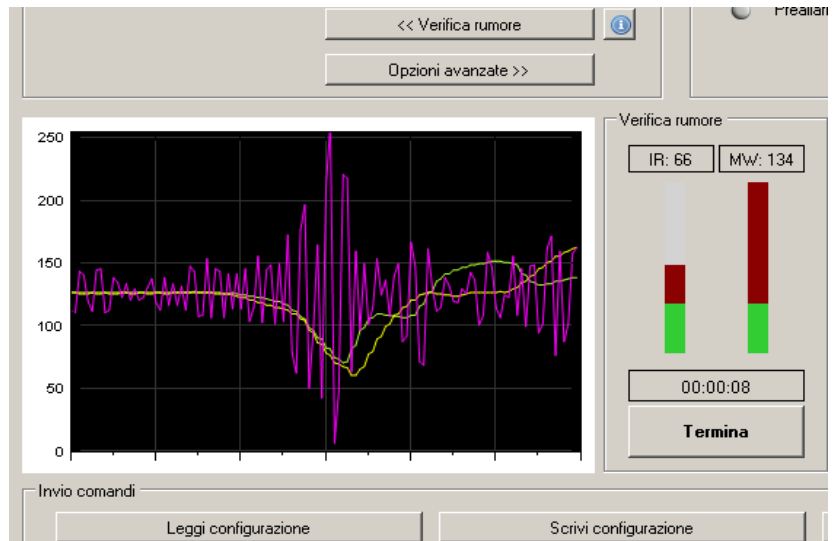 << Verifica rumore
Opzioni avanzate >>
250
200
150
100
50
0
Verifica rumore
IR: 66
MW: 134
00:00:08
Termina
Invio comandi
Leggi configurazione
Scrivi configurazione